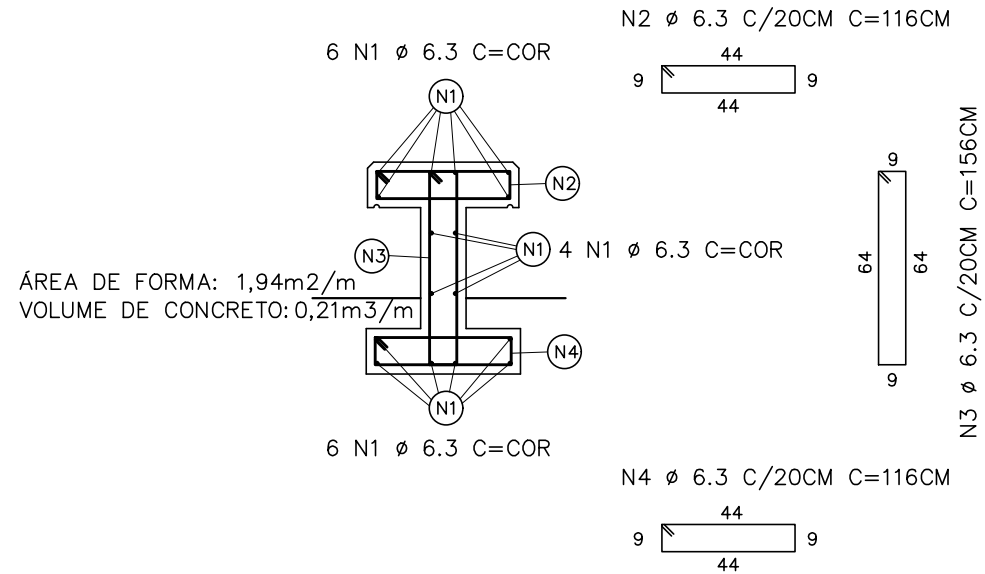 N2 ø 6.3 C/20CM C=116CM
6 N1 ø 6.3 C=COR
44
9
9
44
N1
N2
N3
N1
4 N1 ø 6.3 C=COR
ÁREA DE FORMA: 1,94m2/m
VOLUME DE CONCRETO: 0,21m3/m
N4
N1
6 N1 ø 6.3 C=COR
9
64
64
9
N3 ø 6.3 C/20CM C=156CM
N4 ø 6.3 C/20CM C=116CM
44
9
9
44